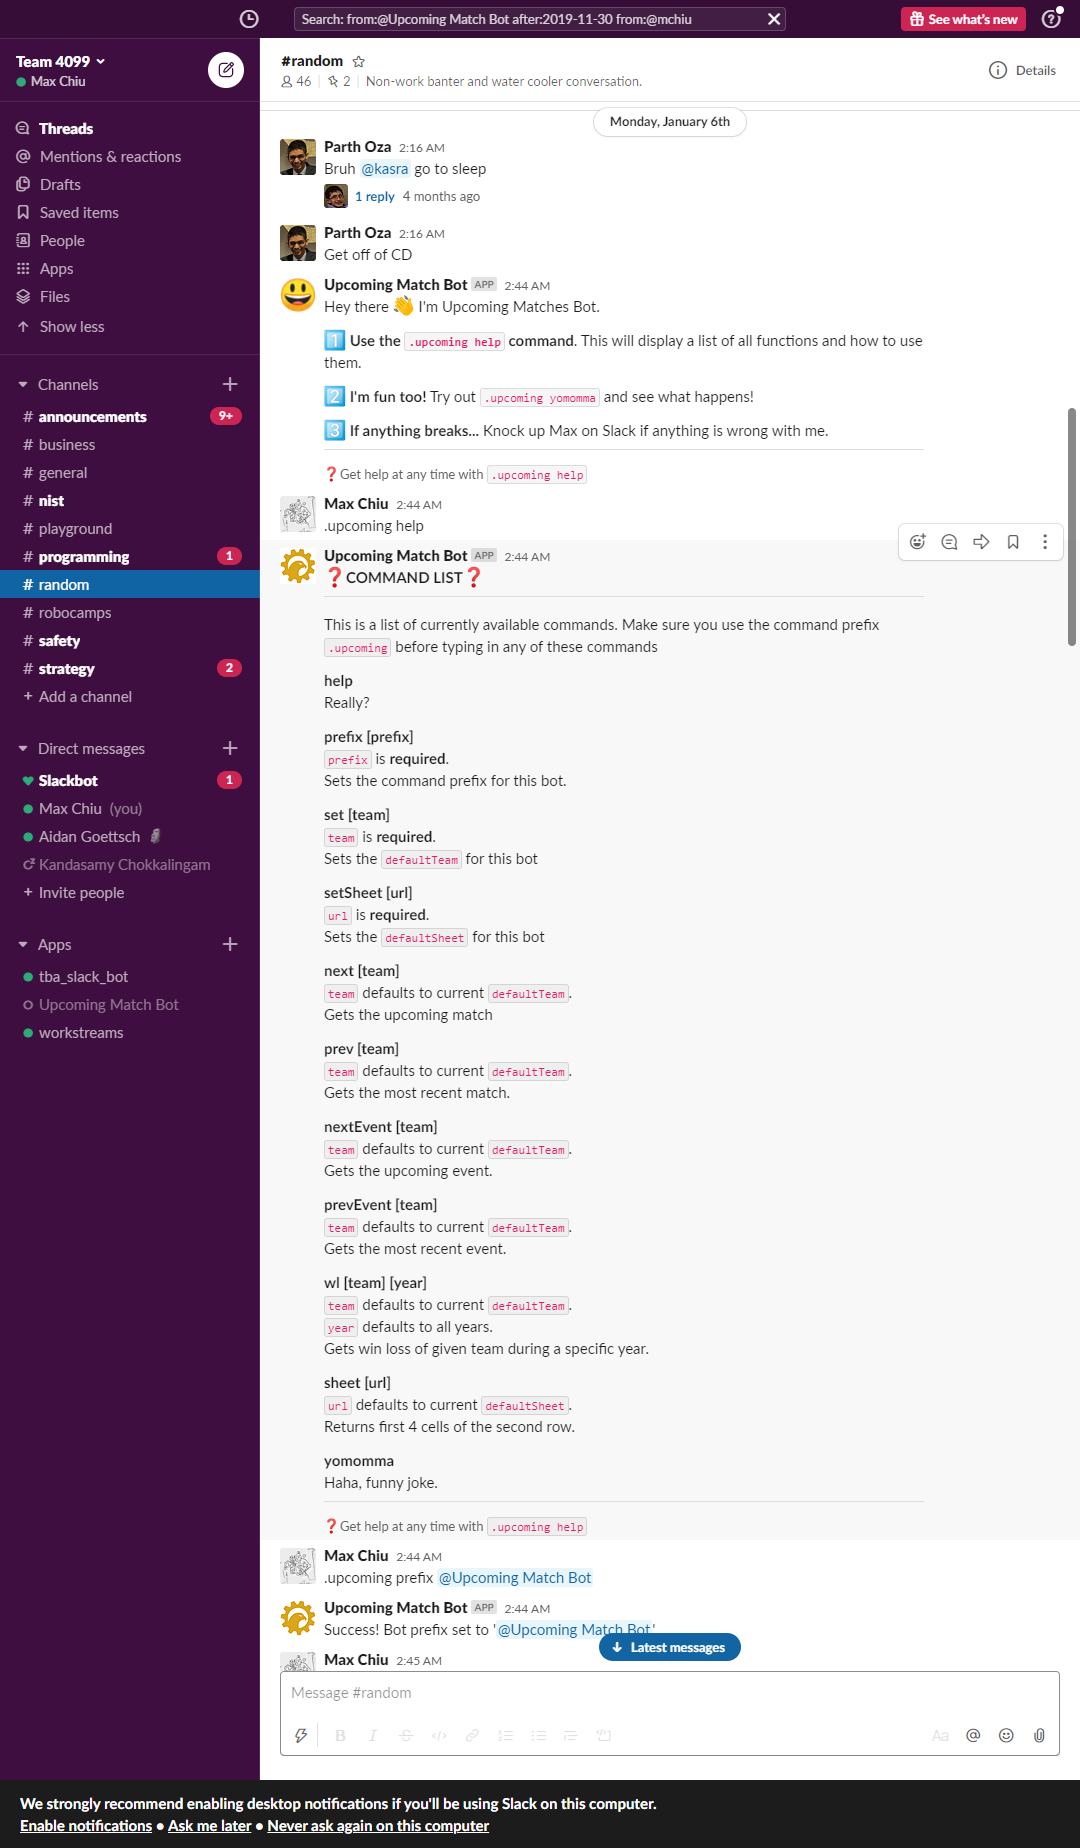 Search: from:@Upcoming Match Bot after:2019-11-30 from:@mchiu
See what's new
Team 4099
Max Chiu
Threads
Mentions & reactions
Drafts
Saved items
People
Apps
Files
Show less
Channels
# announcements 9+
# business
# general
# nist
# playground
# programming 1
# random
# robocamps
# safety
# strategy 2
+ Add a channel
Direct messages
Slackbot 1
Max Chiu (you)
Aidan Goettsch
Kandasamy Chokkalingam
+ Invite people
Apps
tba_slack_bot
Upcoming Match Bot
workstreams
#random
46 | 2 | Non-work banter and water cooler conversation.
Details
Monday, January 6th
Parth Oza 2:16 AM
Bruh @kasra go to sleep
1 reply 4 months ago
Parth Oza 2:16 AM
Get off of CD
Upcoming Match Bot APP 2:44 AM
Hey there 👋 I'm Upcoming Matches Bot.
1️⃣ Use the .upcoming help command. This will display a list of all functions and how to use
them.
2️⃣ I'm fun too! Try out .upcoming yomomma and see what happens!
3️⃣ If anything breaks... Knock up Max on Slack if anything is wrong with me.
❓Get help at any time with .upcoming help
Max Chiu 2:44 AM
.upcoming help
Upcoming Match Bot APP 2:44 AM
❓COMMAND LIST❓
This is a list of currently available commands. Make sure you use the command prefix
.upcoming before typing in any of these commands
help
Really?
prefix [prefix]
prefix is required.
Sets the command prefix for this bot.
set [team]
team is required.
Sets the defaultTeam for this bot
setSheet [url]
url is required.
Sets the defaultSheet for this bot
next [team]
team defaults to current defaultTeam.
Gets the upcoming match
prev [team]
team defaults to current defaultTeam.
Gets the most recent match.
nextEvent [team]
team defaults to current defaultTeam.
Gets the upcoming event.
prevEvent [team]
team defaults to current defaultTeam.
Gets the most recent event.
wl [team] [year]
team defaults to current defaultTeam.
year defaults to all years.
Gets win loss of given team during a specific year.
sheet [url]
url defaults to current defaultSheet.
Returns first 4 cells of the second row.
yomomma
Haha, funny joke.
❓Get help at any time with .upcoming help
Max Chiu 2:44 AM
.upcoming prefix @Upcoming Match Bot
Upcoming Match Bot APP 2:44 AM
Success! Bot prefix set to '@Upcoming Match Bot'
Latest messages
Max Chiu 2:45 AM
Message #random
B I S Aa @
We strongly recommend enabling desktop notifications if you'll be using Slack on this computer.
Enable notifications • Ask me later • Never ask again on this computer